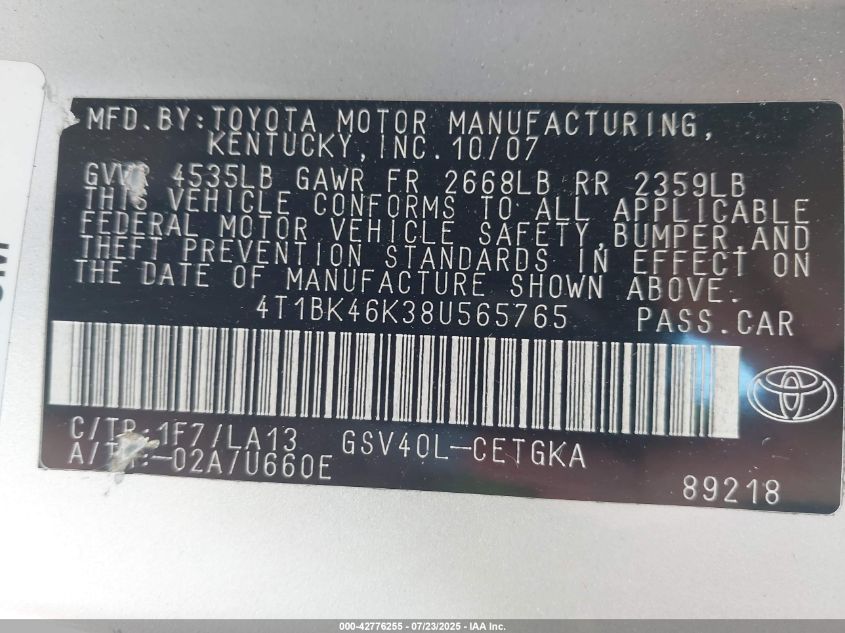 MFD.BY:TOYOTA MOTOR MANUFACTURING,
KENTUCKY, INC. 10/07
4535LB GAWR FR 2668LB RR 2359LB
THIS VEHICLE CONFORMS TO ALL APPLICABLE
FEDERAL MOTOR VEHICLE SAFETY,BUMPER,AND
THEFT PREVENTION STANDARDS IN EFFECT ON
THE DATE OF MANUFACTURE SHOWN ABOVE.
4T1BK46K38U565765 PASS.CAR
C/TR:1F7/LA13 GSV40L-CETGKA
-02A/U660E
89218
000-42776255 - 07/23/2025 - IAA Inc.